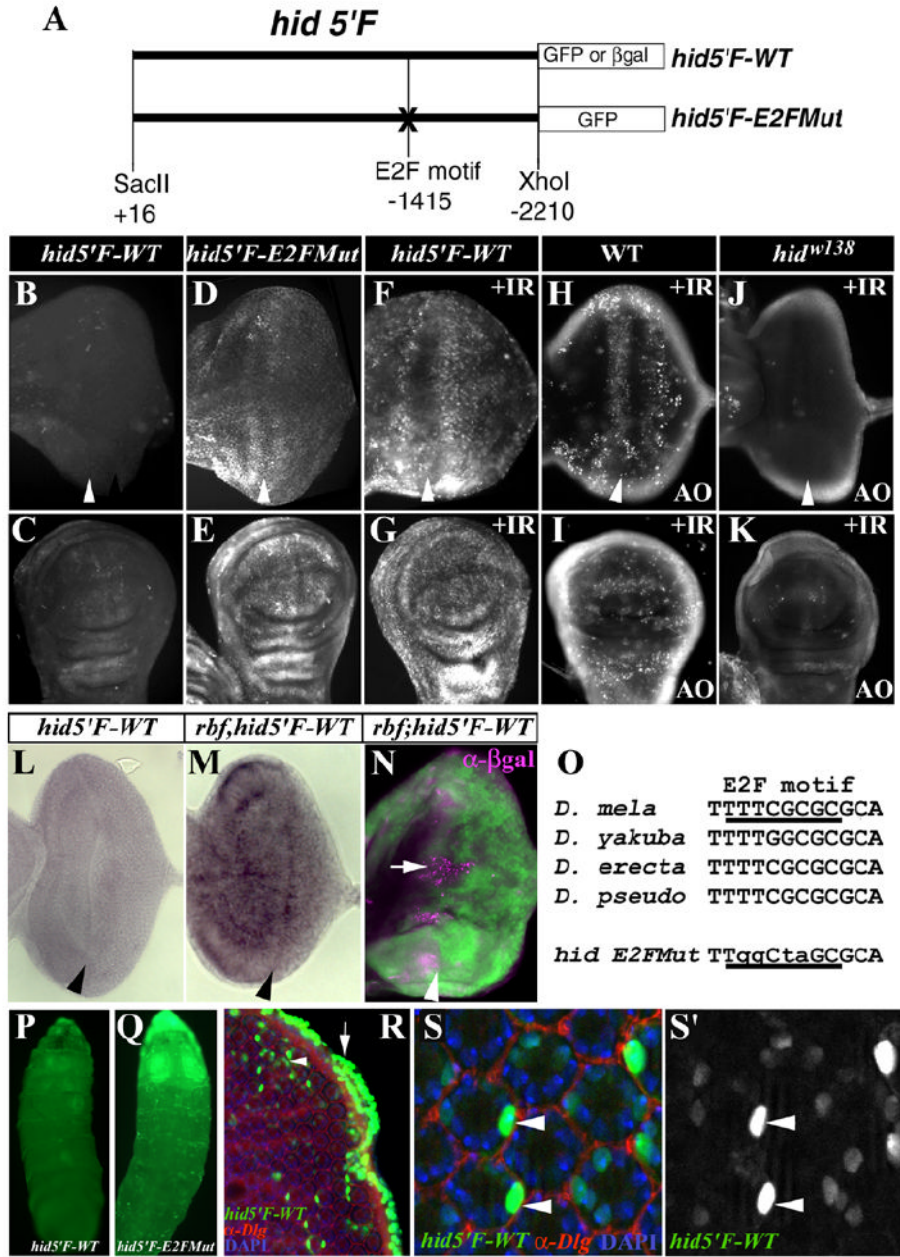 A
hid 5'F
GFP or βgal
hid5'F-WT
X
GFP
hid5'F-E2FMut
SacII
+16
E2F motif
-1415
XhoI
-2210
hid5'F-WT
hid5'F-E2FMut
hid5'F-WT
WT
hid w138
B
D
F
+IR
H
+IR
AO
J
+IR
AO
C
E
G
+IR
I
+IR
AO
K
+IR
AO
hid5'F-WT
rbf,hid5'F-WT
rbf;hid5'F-WT
L
M
N
α-βgal
O
E2F motif
D. mela TTTTCGCGCGCA
D. yakuba TTTTGGCGCGCA
D. erecta TTTTCGCGCGCA
D. pseudo TTTTCGCGCGCA
hid E2FMut TTggCtaGCGCA
P
hid5'F-WT
Q
hid5'F-E2FMut
R
hid5'F-WT
α-Dlg
DAPI
S
hid5'F-WT α-Dlg DAPI
S'
hid5'F-WT